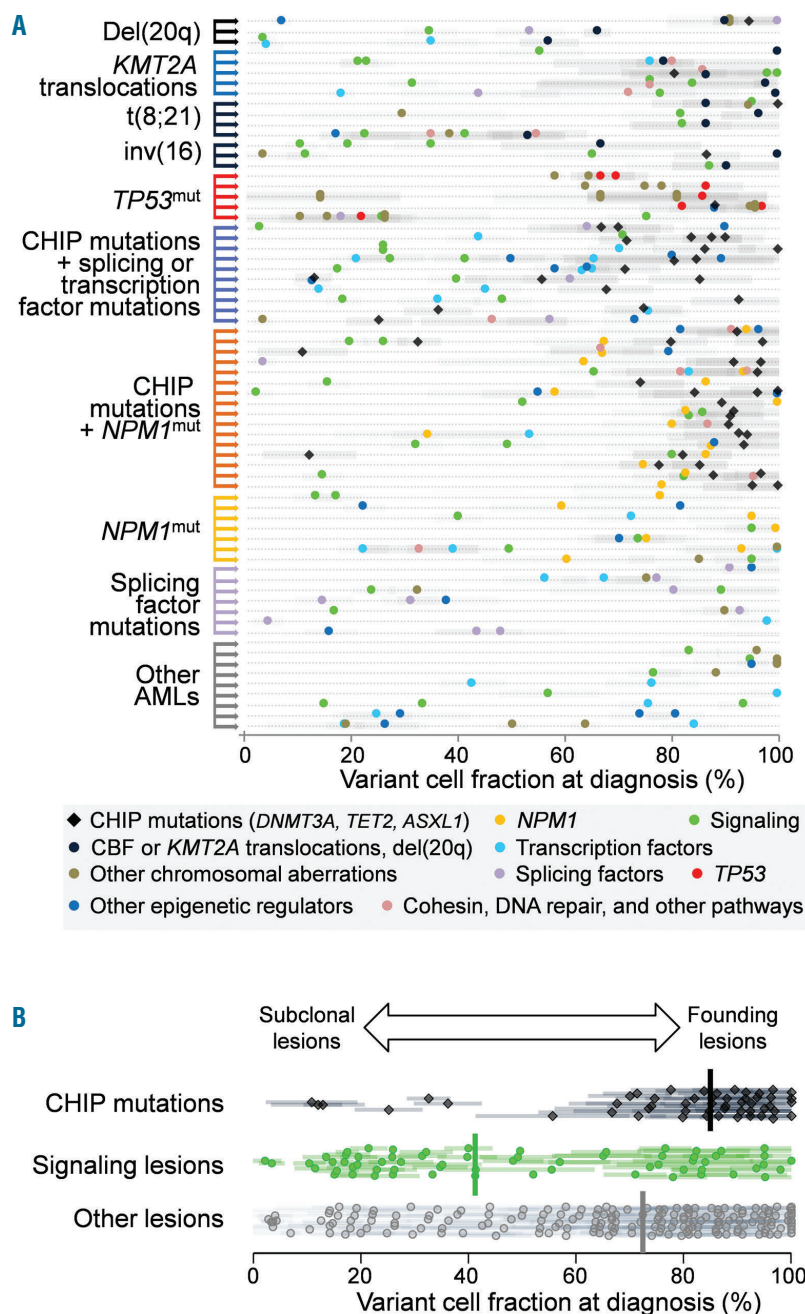 A
Del(20q)
KMT2A
translocations
t(8;21)
inv(16)
TP53mut
CHIP mutations
+ splicing or
transcription
factor mutations
CHIP
mutations
+ NPM1mut
NPM1mut
Splicing
factor
mutations
Other
AMLs
0 20 40 60 80 100
Variant cell fraction at diagnosis (%)
CHIP mutations (DNMT3A, TET2, ASXL1) NPM1 Signaling
CBF or KMT2A translocations, del(20q) Transcription factors
Other chromosomal aberrations Splicing factors TP53
Other epigenetic regulators Cohesin, DNA repair, and other pathways
B
Subclonal Founding
lesions lesions
CHIP mutations
Signaling lesions
Other lesions
0 20 40 60 80 100
Variant cell fraction at diagnosis (%)